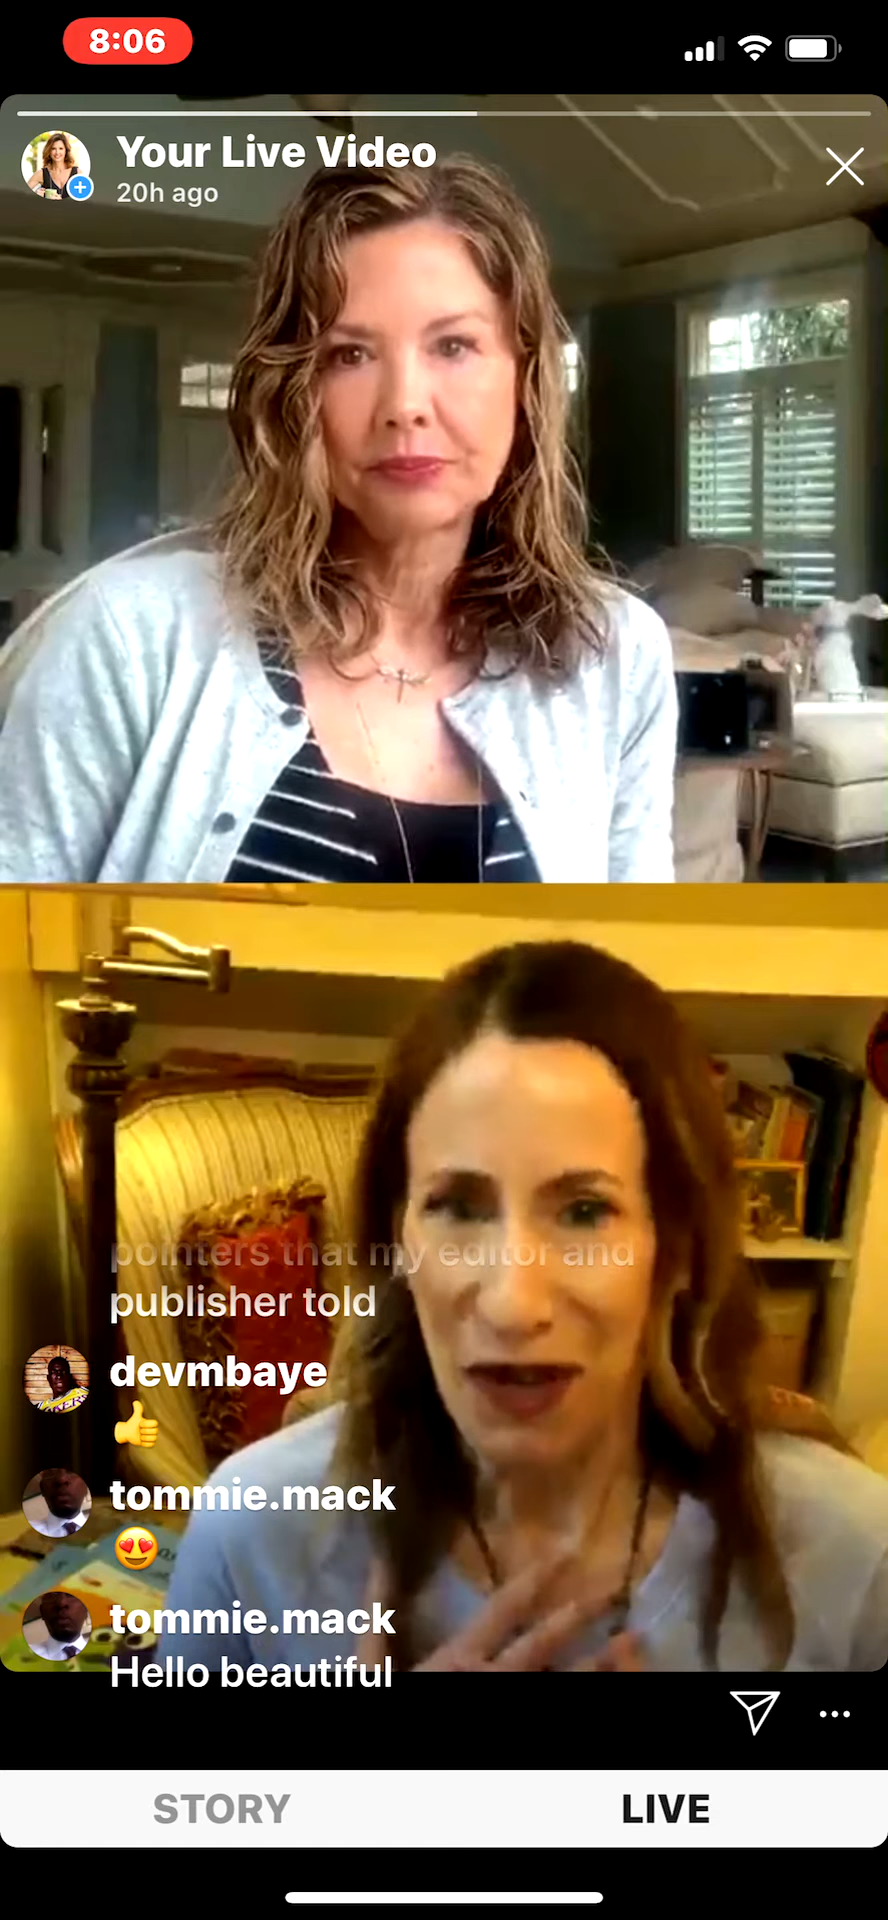 8:06
Your Live Video
20h ago
pointers that my editor and
publisher told
devmbaye
👍
tommie.mack
😍
tommie.mack
Hello beautiful
STORY
LIVE